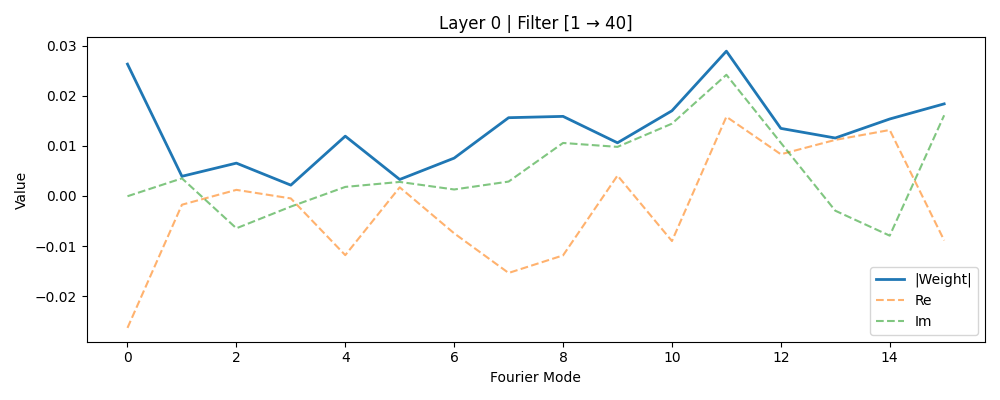 Layer 0 | Filter [1 → 40]
Value
0.03
0.02
0.01
0.00
−0.01
−0.02
|Weight|
Re
Im
0 2 4 6 8 10 12 14
Fourier Mode